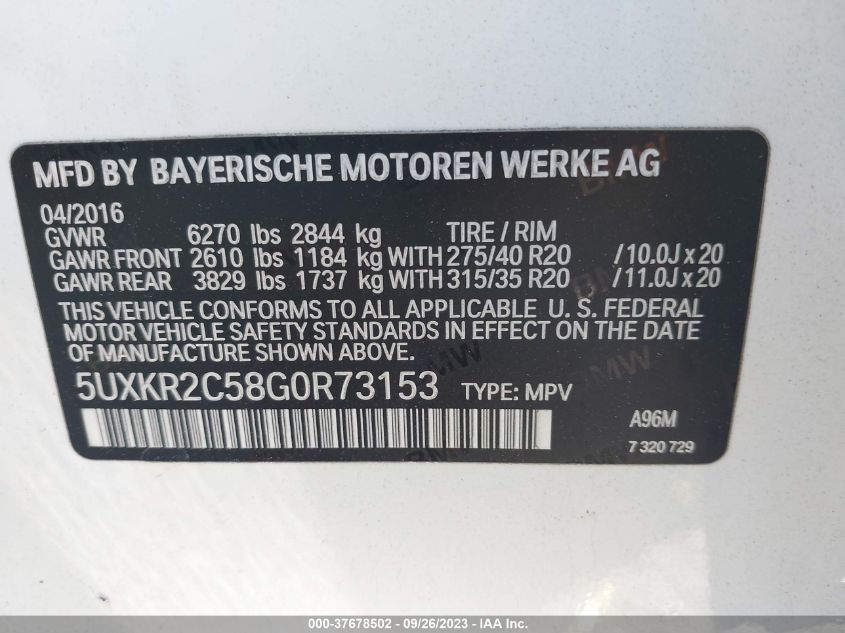 MFD BY BAYERISCHE MOTOREN WERKE AG
04/2016
GVWR 6270 lbs 2844 kg TIRE / RIM
GAWR FRONT 2610 lbs 1184 kg WITH 275/40 R20 /10.0J x 20
GAWR REAR 3829 lbs 1737 kg WITH 315/35 R20 /11.0J x 20
THIS VEHICLE CONFORMS TO ALL APPLICABLE U. S. FEDERAL
MOTOR VEHICLE SAFETY STANDARDS IN EFFECT ON THE DATE
OF MANUFACTURE SHOWN ABOVE.
5UXKR2C58G0R73153 TYPE: MPV
A96M
7 320 729
000-37678502 - 09/26/2023 - IAA Inc.